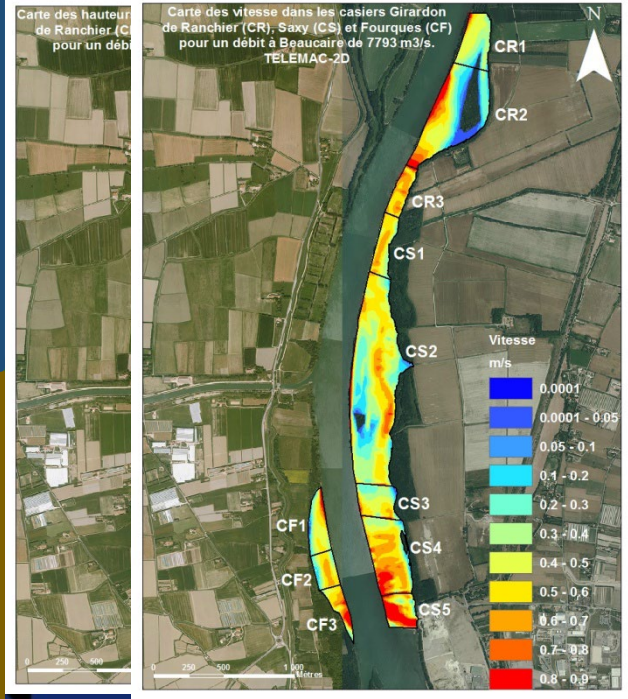 Carte des hauteur
de Ranchier (C
pour un débi
Carte des vitesse dans les casiers Girardon
de Ranchier (CR), Saxy (CS) et Fourques (CF)
pour un débit à Beaucaire de 7793 m3/s.
TELEMAC-2D
N
CR1
CR2
CR3
CS1
CS2
CS3
CS4
CS5
CF1
CF2
CF3
Vitesse
m/s
0.0001
0.0001 - 0.05
0.05 - 0.1
0.1 - 0.2
0.2 - 0.3
0.3 - 0.4
0.4 - 0.5
0.5 - 0.6
0.6 - 0.7
0.7 - 0.8
0.8 - 0.9
0 250 500
0 250 500 1 000
Mètres